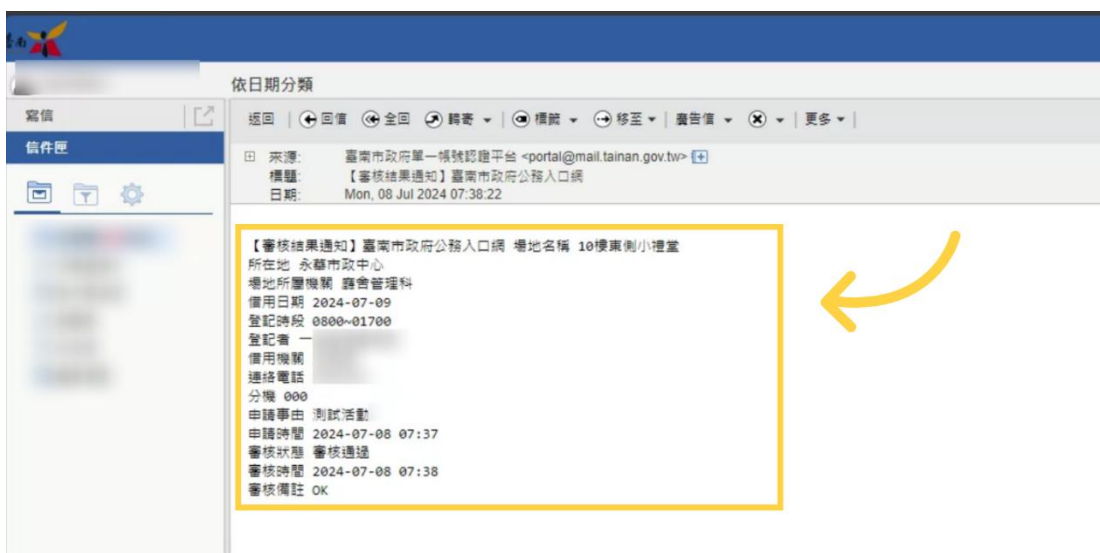 臺南
依日期分類
寫信
返回 | 回信 全回 轉寄 | 標籤 移至 | 廣告信 | 更多 |
信件匣
來源: 臺南市政府單一帳號認證平台 <portal@mail.tainan.gov.tw>
標題: 【審核結果通知】臺南市政府公務入口網
日期: Mon, 08 Jul 2024 07:38:22
【審核結果通知】臺南市政府公務入口網 場地名稱 10樓東側小禮堂
所在地 永華市政中心
場地所屬機關 廳舍管理科
借用日期 2024-07-09
登記時段 0800~01700
登記者 一
借用機關
連絡電話
分機 000
申請事由 測試活動
申請時間 2024-07-08 07:37
審核狀態 審核通過
審核時間 2024-07-08 07:38
審核備註 OK